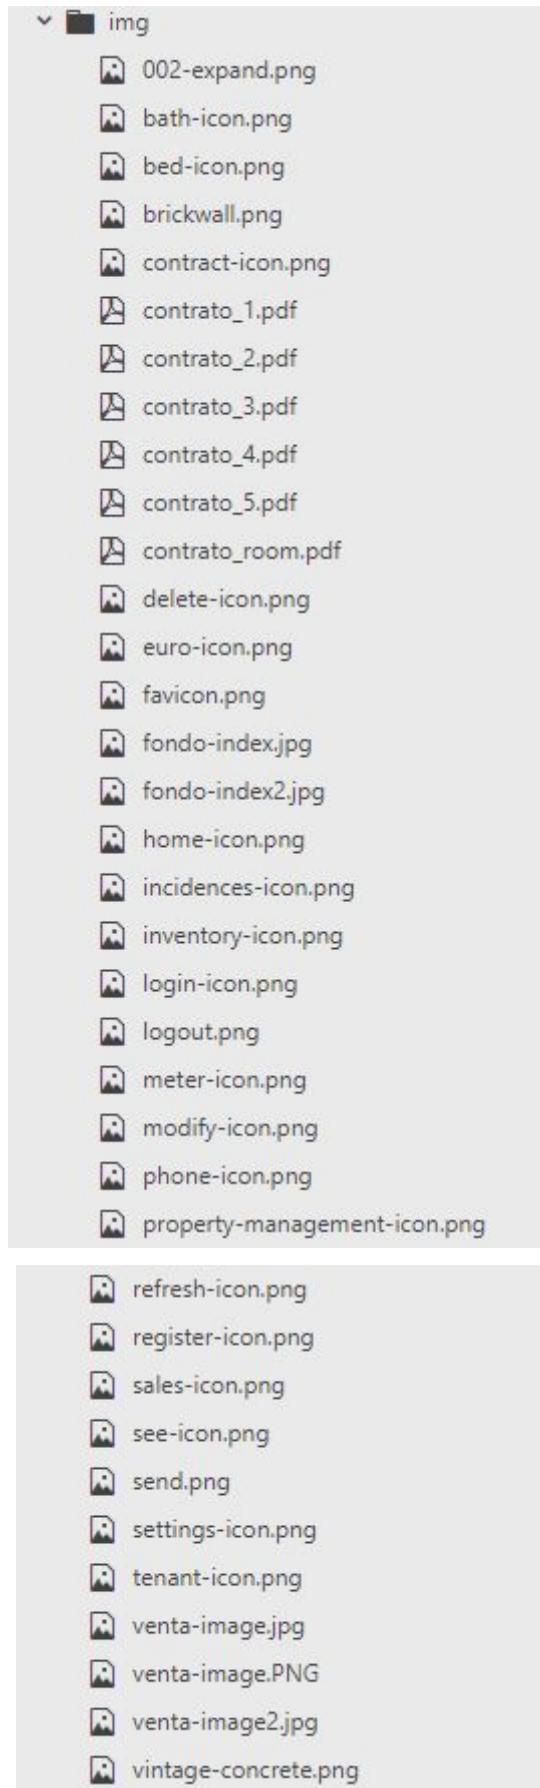 img
002-expand.png
bath-icon.png
bed-icon.png
brickwall.png
contract-icon.png
contrato_1.pdf
contrato_2.pdf
contrato_3.pdf
contrato_4.pdf
contrato_5.pdf
contrato_room.pdf
delete-icon.png
euro-icon.png
favicon.png
fondo-index.jpg
fondo-index2.jpg
home-icon.png
incidences-icon.png
inventory-icon.png
login-icon.png
logout.png
meter-icon.png
modify-icon.png
phone-icon.png
property-management-icon.png
refresh-icon.png
register-icon.png
sales-icon.png
see-icon.png
send.png
settings-icon.png
tenant-icon.png
venta-image.jpg
venta-image.PNG
venta-image2.jpg
vintage-concrete.png